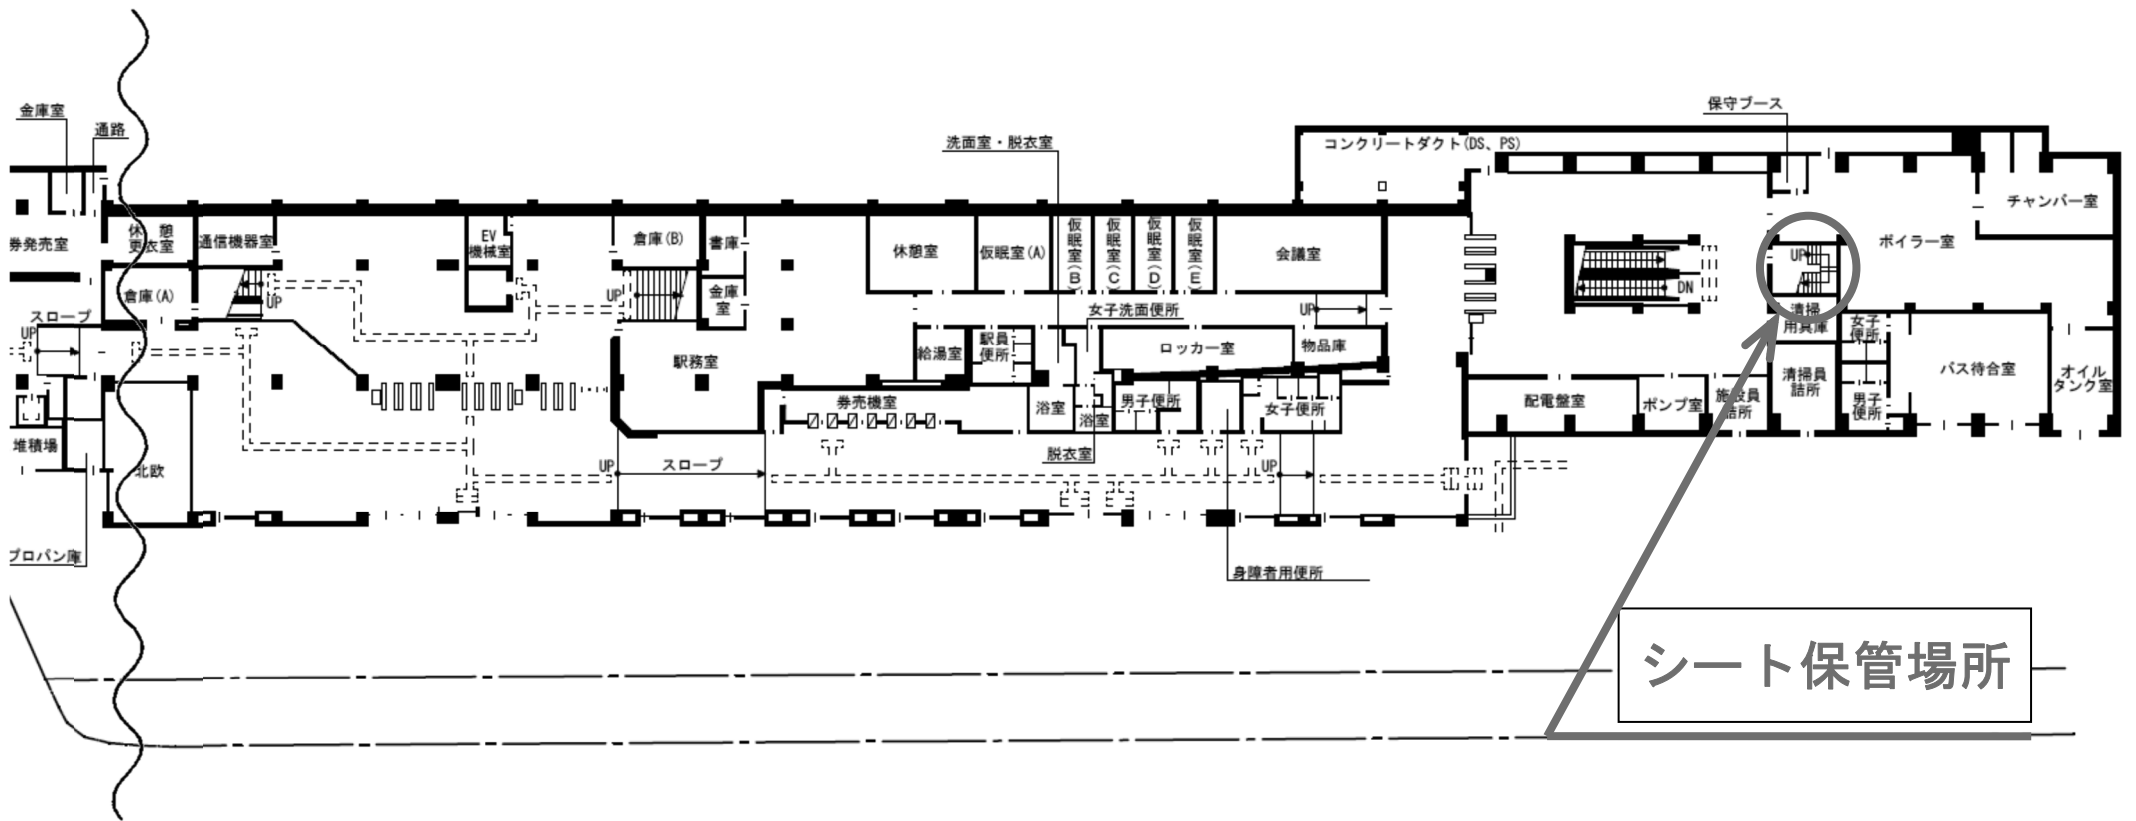 金庫室
通路
保守ブース
洗面室・脱衣室
コンクリートダクト(DS、PS)
チャンバー室
券発売室
休憩
更衣室
通信機器室
EV
機械室
倉庫(B)
書庫
休憩室
仮眠室(A)
仮眠室(B)
仮眠室(C)
仮眠室(D)
仮眠室(E)
会議室
UP
ボイラー室
倉庫(A)
UP
UP
金庫
室
女子洗面便所
UP
DN
清掃
用具庫
スロープ
UP
駅務室
給湯室
駅員
便所
ロッカー室
物品庫
女子
便所
バス待合室
オイル
タンク室
券売機室
浴室
浴室
男子便所
女子便所
配電盤室
ポンプ室
施設員
詰所
清掃員
詰所
男子
便所
堆積場
北欧
UP
スロープ
脱衣室
UP
プロパン庫
身障者用便所
シート保管場所